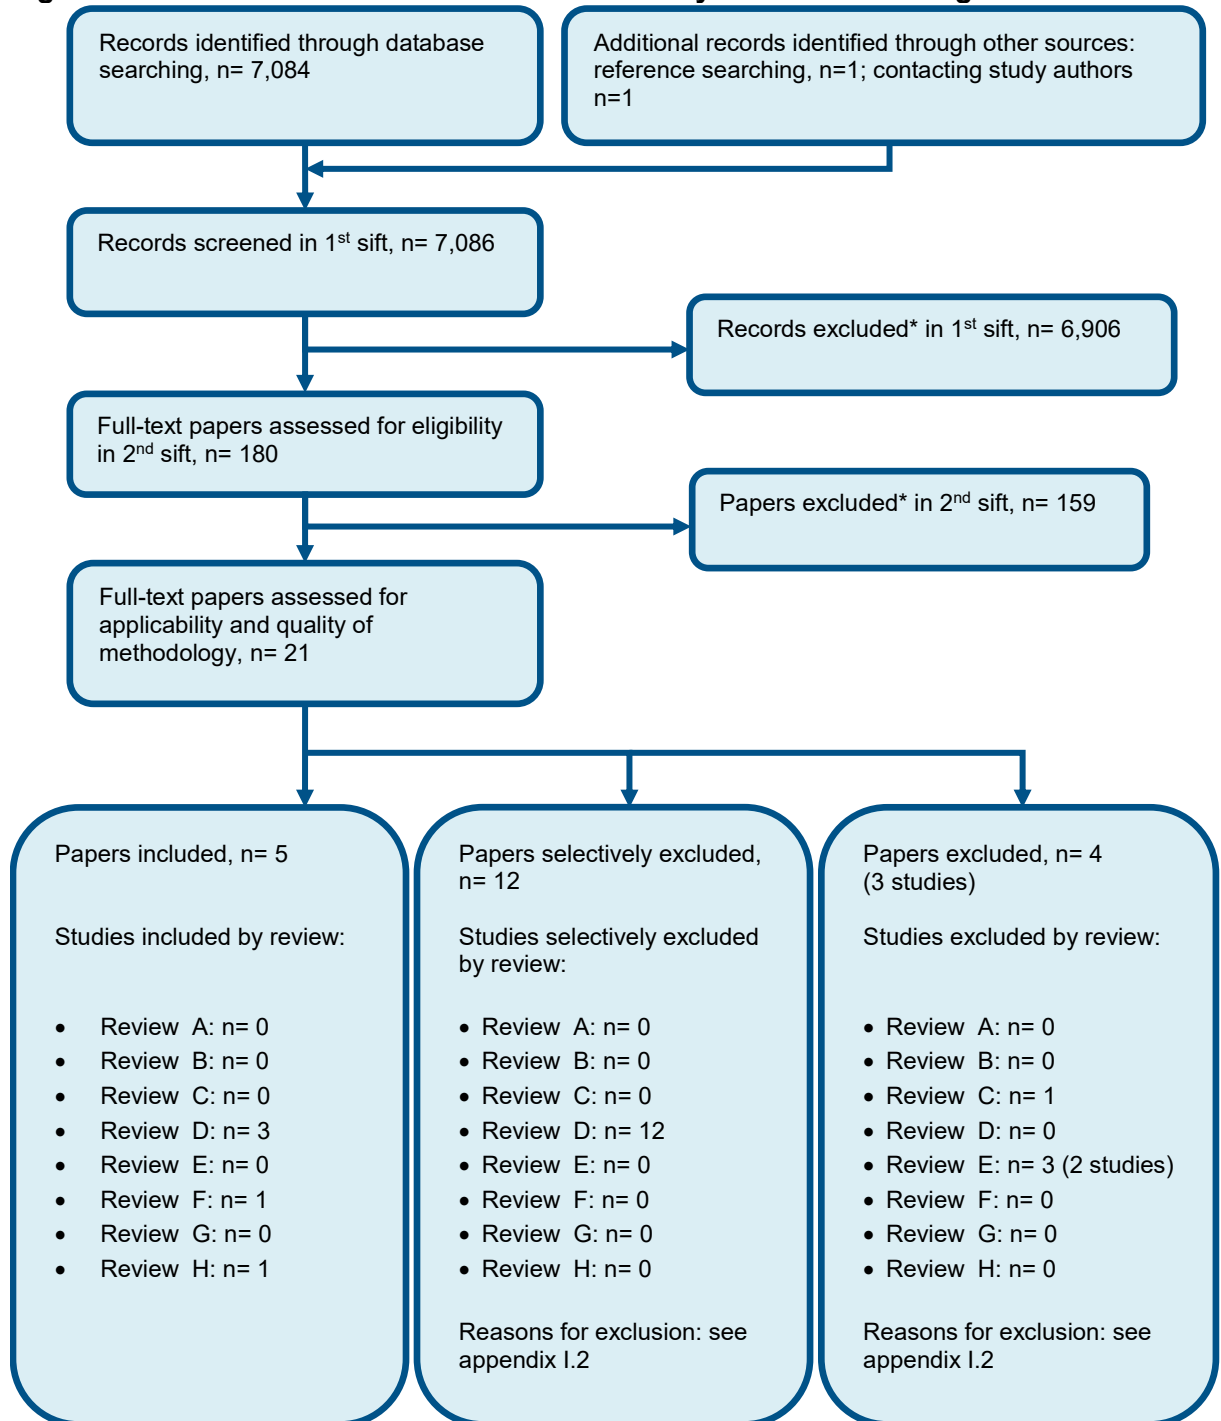 Records identified through database
searching, n= 7,084
Additional records identified through other sources:
reference searching, n=1; contacting study authors
n=1
Records screened in 1st sift, n= 7,086
Records excluded* in 1st sift, n= 6,906
Full-text papers assessed for eligibility
in 2nd sift, n= 180
Papers excluded* in 2nd sift, n= 159
Full-text papers assessed for
applicability and quality of
methodology, n= 21
Papers included, n= 5
Studies included by review:
• Review A: n= 0
• Review B: n= 0
• Review C: n= 0
• Review D: n= 3
• Review E: n= 0
• Review F: n= 1
• Review G: n= 0
• Review H: n= 1
Papers selectively excluded,
n= 12
Studies selectively excluded
by review:
• Review A: n= 0
• Review B: n= 0
• Review C: n= 0
• Review D: n= 12
• Review E: n= 0
• Review F: n= 0
• Review G: n= 0
• Review H: n= 0
Reasons for exclusion: see
appendix I.2
Papers excluded, n= 4
(3 studies)
Studies excluded by review:
• Review A: n= 0
• Review B: n= 0
• Review C: n= 1
• Review D: n= 0
• Review E: n= 3 (2 studies)
• Review F: n= 0
• Review G: n= 0
• Review H: n= 0
Reasons for exclusion: see
appendix I.2